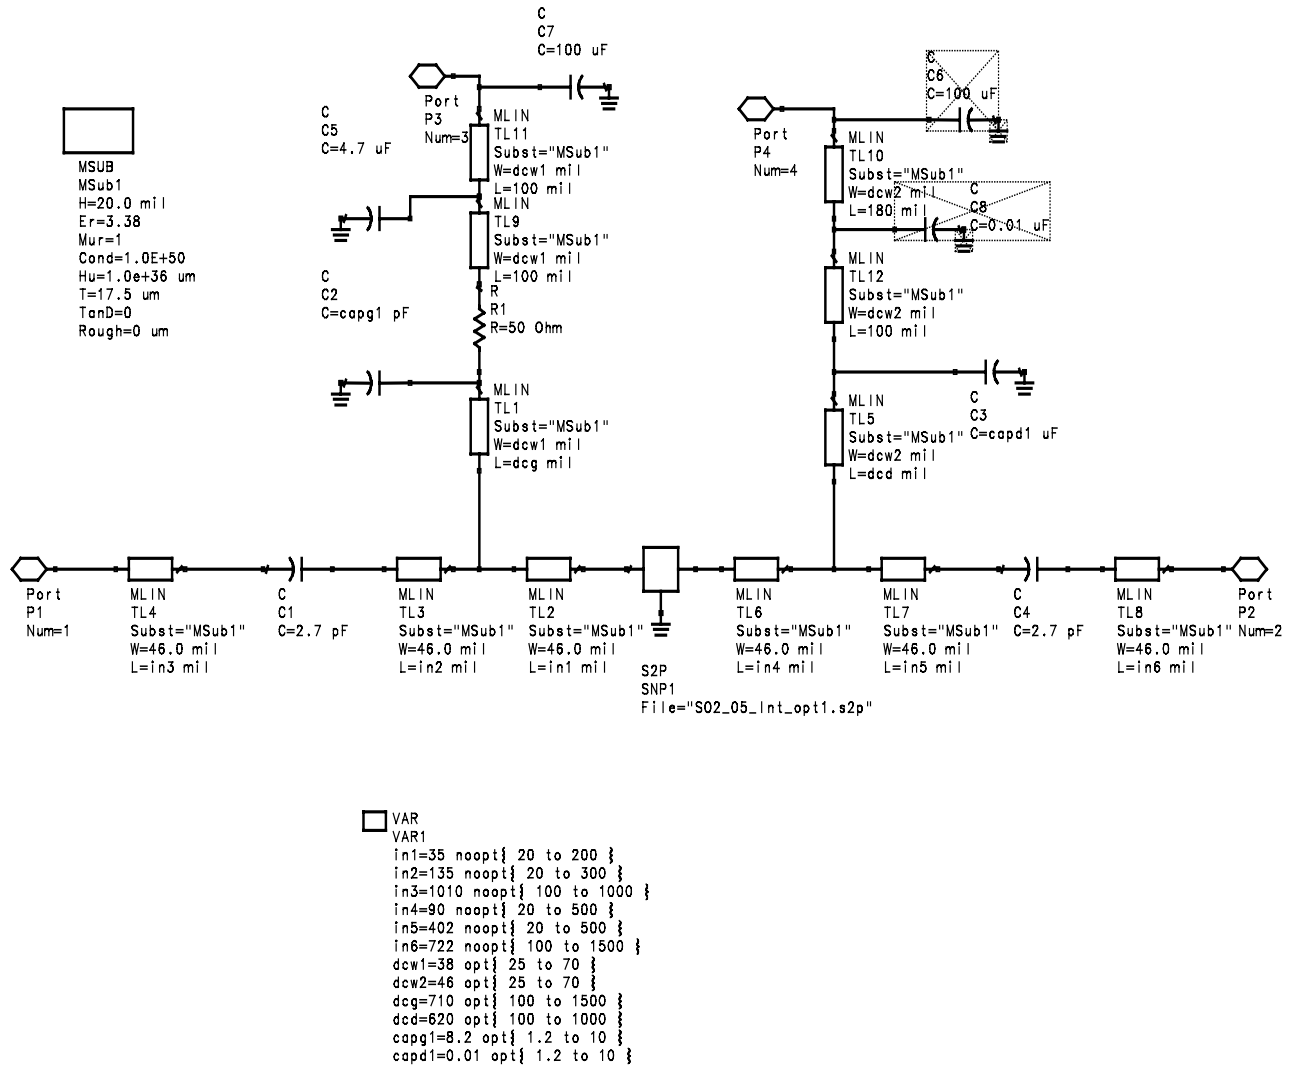 C
C7
C=100 uF
Port
P3
Num=3
C
C5
C=4.7 uF
MLIN
TL11
Subst="MSub1"
W=dcw1 mil
L=100 mil
MLIN
TL9
Subst="MSub1"
W=dcw1 mil
L=100 mil
C
C2
C=capg1 pF
R
R1
R=50 Ohm
MLIN
TL1
Subst="MSub1"
W=dcw1 mil
L=dcg mil
MSUB
MSub1
H=20.0 mil
Er=3.38
Mur=1
Cond=1.0E+50
Hu=1.0e+36 um
T=17.5 um
TanD=0
Rough=0 um
C
C6
C=100 uF
Port
P4
Num=4
MLIN
TL10
Subst="MSub1"
W=dcw2 mil
L=180 mil
C
C8
C=0.01 uF
MLIN
TL12
Subst="MSub1"
W=dcw2 mil
L=100 mil
MLIN
TL5
Subst="MSub1"
W=dcw2 mil
L=dcd mil
C
C3
C=capd1 uF
Port
P1
Num=1
MLIN
TL4
Subst="MSub1"
W=46.0 mil
L=in3 mil
C
C1
C=2.7 pF
MLIN
TL3
Subst="MSub1"
W=46.0 mil
L=in2 mil
MLIN
TL2
Subst="MSub1"
W=46.0 mil
L=in1 mil
S2P
SNP1
File="S02_05_Int_opt1.s2p"
MLIN
TL6
Subst="MSub1"
W=46.0 mil
L=in4 mil
MLIN
TL7
Subst="MSub1"
W=46.0 mil
L=in5 mil
C
C4
C=2.7 pF
MLIN
TL8
Subst="MSub1"
W=46.0 mil
L=in6 mil
Port
P2
Num=2
VAR
VAR1
in1=35 noopt{ 20 to 200 }
in2=135 noopt{ 20 to 300 }
in3=1010 noopt{ 100 to 1000 }
in4=90 noopt{ 20 to 500 }
in5=402 noopt{ 20 to 500 }
in6=722 noopt{ 100 to 1500 }
dcw1=38 opt{ 25 to 70 }
dcw2=46 opt{ 25 to 70 }
dcg=710 opt{ 100 to 1500 }
dcd=620 opt{ 100 to 1000 }
capg1=8.2 opt{ 1.2 to 10 }
capd1=0.01 opt{ 1.2 to 10 }